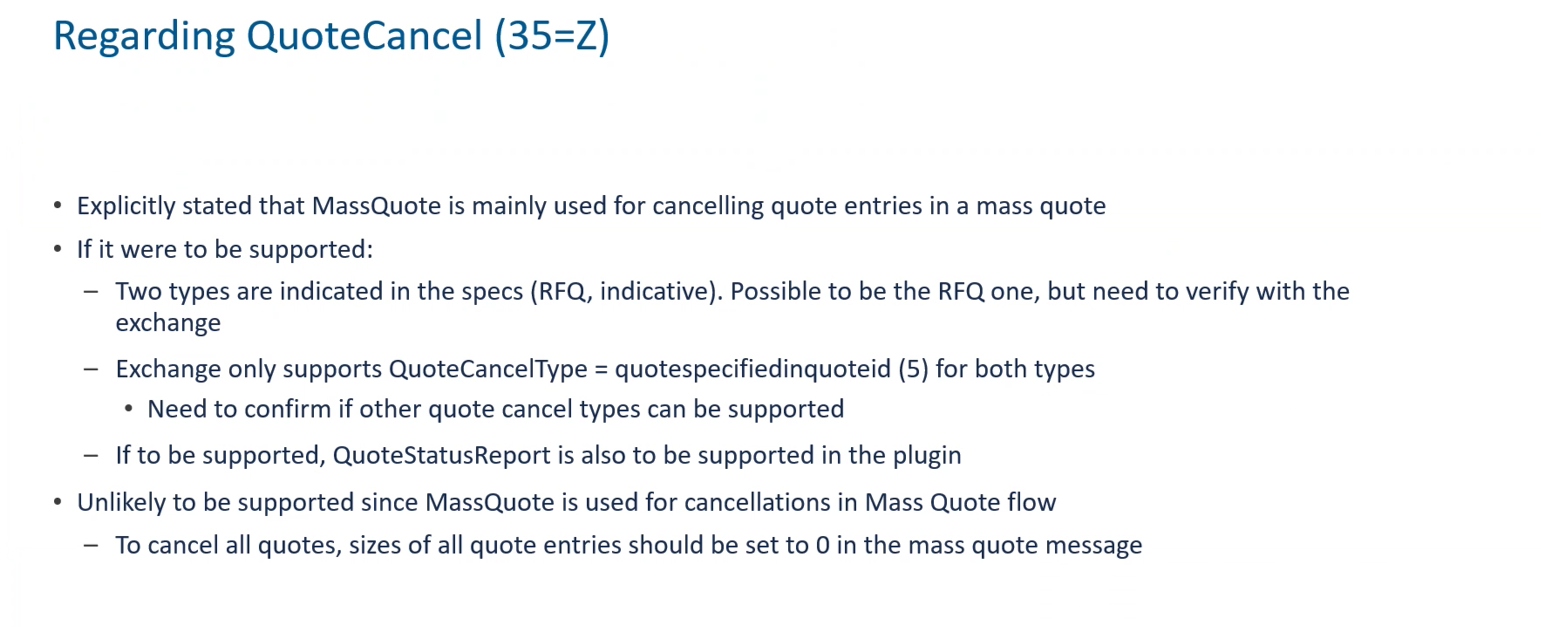 Regarding QuoteCancel (35=Z)
• Explicitly stated that MassQuote is mainly used for cancelling quote entries in a mass quote
• If it were to be supported:
– Two types are indicated in the specs (RFQ, indicative). Possible to be the RFQ one, but need to verify with the
exchange
– Exchange only supports QuoteCancelType = quotespecifiedinquoteid (5) for both types
• Need to confirm if other quote cancel types can be supported
– If to be supported, QuoteStatusReport is also to be supported in the plugin
• Unlikely to be supported since MassQuote is used for cancellations in Mass Quote flow
– To cancel all quotes, sizes of all quote entries should be set to 0 in the mass quote message